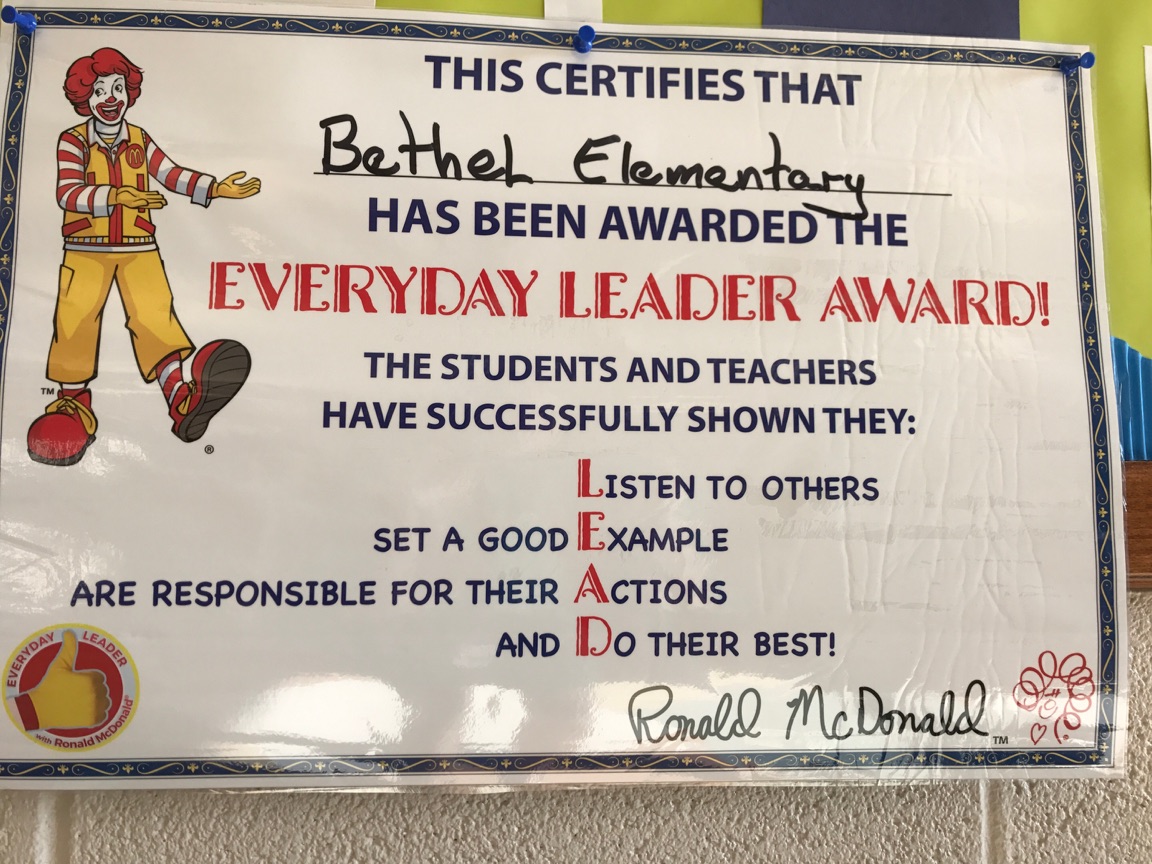 THIS CERTIFIES THAT
Bethel Elementary
HAS BEEN AWARDED THE
EVERYDAY LEADER AWARD!
THE STUDENTS AND TEACHERS
HAVE SUCCESSFULLY SHOWN THEY:
LISTEN TO OTHERS
SET A GOOD EXAMPLE
ARE RESPONSIBLE FOR THEIR ACTIONS
AND DO THEIR BEST!
TM
®
EVERYDAY LEADER
with Ronald McDonald®
Ronald McDonald TM